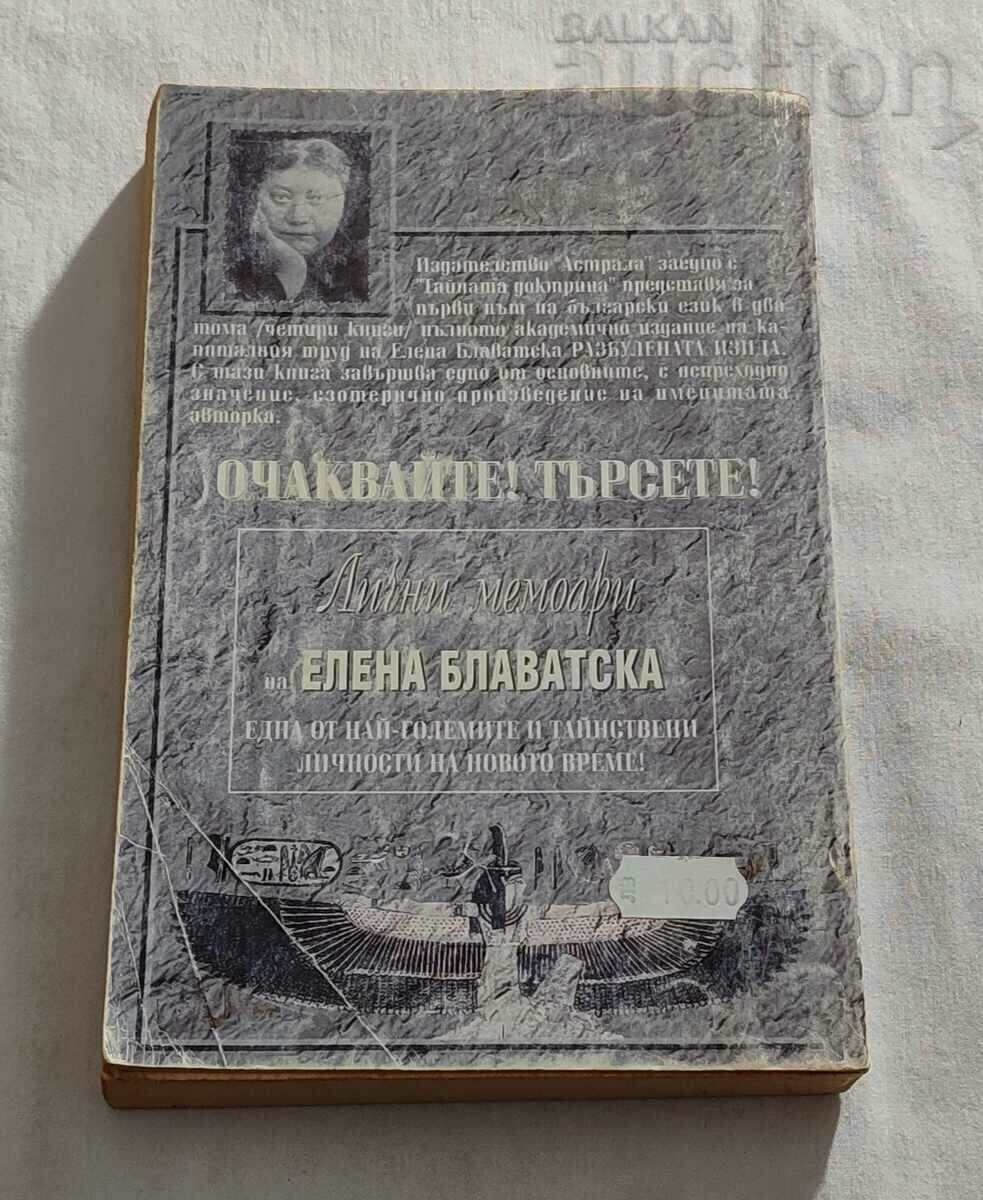 BALKAN
auction
Издателство "Астрала" заедно с
"Тайната доктрина" представя за
първи път на български език в два
тома /четири книги/ пълното академично издание на ка-
питалния труд на Елена Блаватска РАЗБУЛЕНАТА ИЗИДА.
С тази книга завършва едно от основните, с непреходно
значение, езотерично произведение на именитата
авторка.
ОЧАКВАЙТЕ! ТЪРСЕТЕ!
Лични мемоари
на ЕЛЕНА БЛАВАТСКА
ЕДНА ОТ НАЙ-ГОЛЕМИТЕ И ТАЙНСТВЕНИ
ЛИЧНОСТИ НА НОВОТО ВРЕМЕ!
10.00